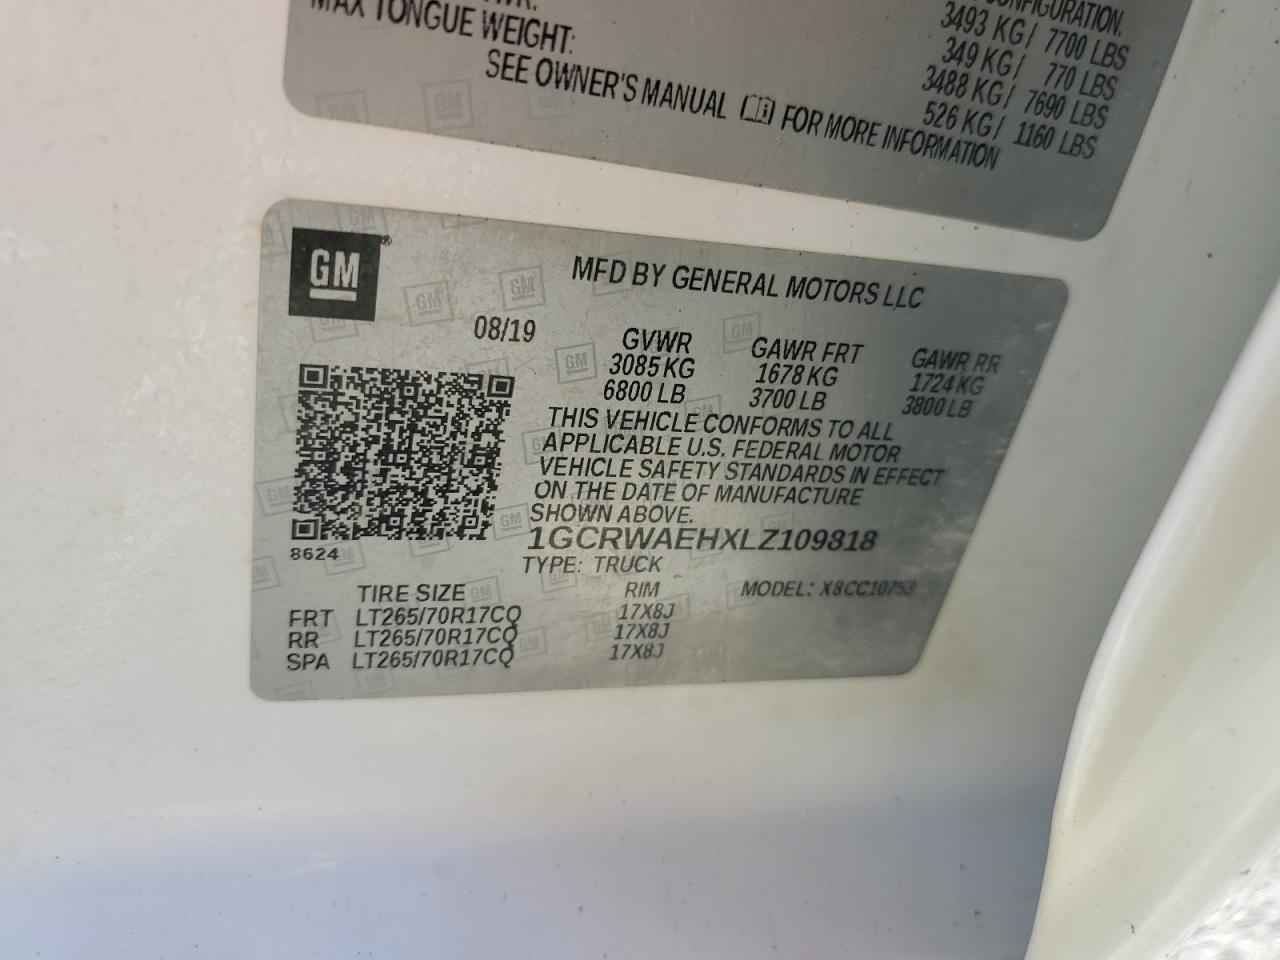 CONFIGURATION.
3493 KG/ 7700 LBS
349 KG/ 770 LBS
3488 KG/ 7690 LBS
MAX TONGUE WEIGHT: 526 KG/ 1160 LBS
SEE OWNER'S MANUAL FOR MORE INFORMATION
GM®
MFD BY GENERAL MOTORS LLC
08/19
GVWR GAWR FRT GAWR RR
3085 KG 1678 KG 1724 KG
6800 LB 3700 LB 3800 LB
THIS VEHICLE CONFORMS TO ALL
APPLICABLE U.S. FEDERAL MOTOR
VEHICLE SAFETY STANDARDS IN EFFECT
ON THE DATE OF MANUFACTURE
SHOWN ABOVE.
8624
1GCRWAEHXLZ109818
TYPE: TRUCK
TIRE SIZE RIM MODEL: X8CC10753
FRT LT265/70R17CQ 17X8J
RR LT265/70R17CQ 17X8J
SPA LT265/70R17CQ 17X8J